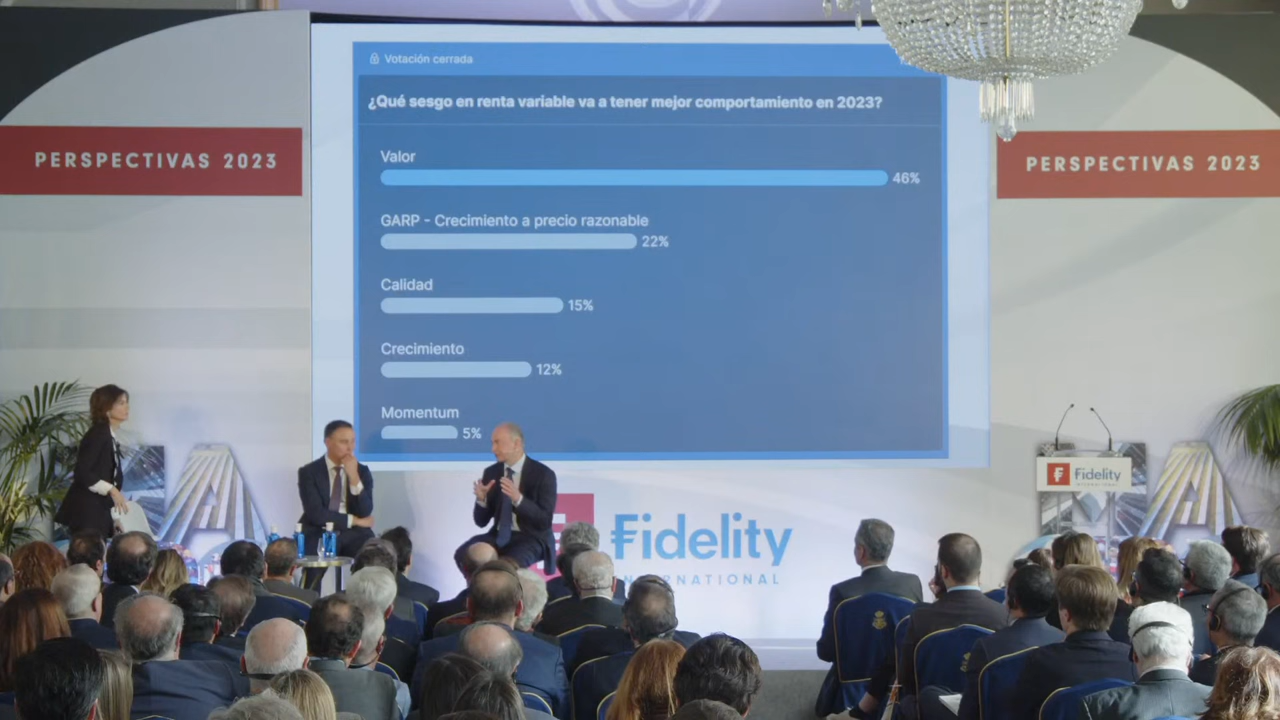 Votación cerrada
¿Qué sesgo en renta variable va a tener mejor comportamiento en 2023?
PERSPECTIVAS 2023
PERSPECTIVAS 2023
Valor
46%
GARP - Crecimiento a precio razonable
22%
Calidad
15%
Crecimiento
12%
Momentum
5%
Fidelity
INTERNATIONAL
Fidelity
INTERNATIONAL